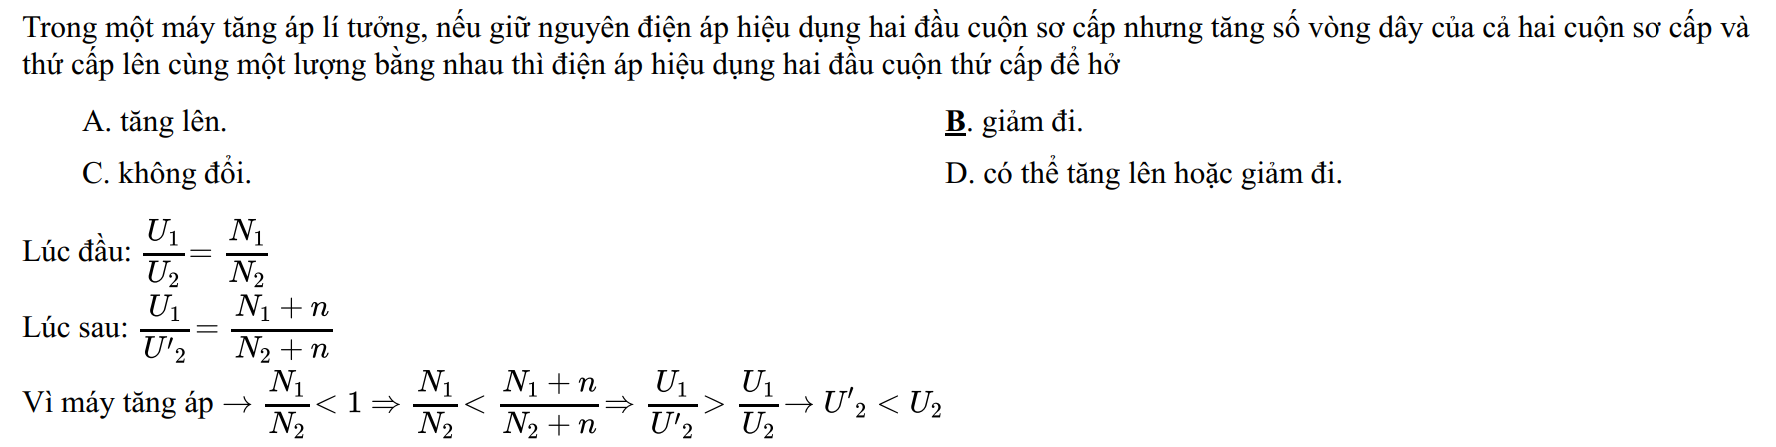 Trong một máy tăng áp lí tưởng, nếu giữ nguyên điện áp hiệu dụng hai đầu cuộn sơ cấp nhưng tăng số vòng dây của cả hai cuộn sơ cấp và
thứ cấp lên cùng một lượng bằng nhau thì điện áp hiệu dụng hai đầu cuộn thứ cấp để hở
A. tăng lên. B. giảm đi.
C. không đổi. D. có thể tăng lên hoặc giảm đi.
Lúc đầu: \frac{U_1}{U_2} = \frac{N_1}{N_2}
Lúc sau: \frac{U_1}{U'_2} = \frac{N_1 + n}{N_2 + n}
Vì máy tăng áp → \frac{N_1}{N_2} < 1 ⇒ \frac{N_1}{N_2} < \frac{N_1 + n}{N_2 + n} ⇒ \frac{U_1}{U'_2} > \frac{U_1}{U_2} → U'_2 < U_2